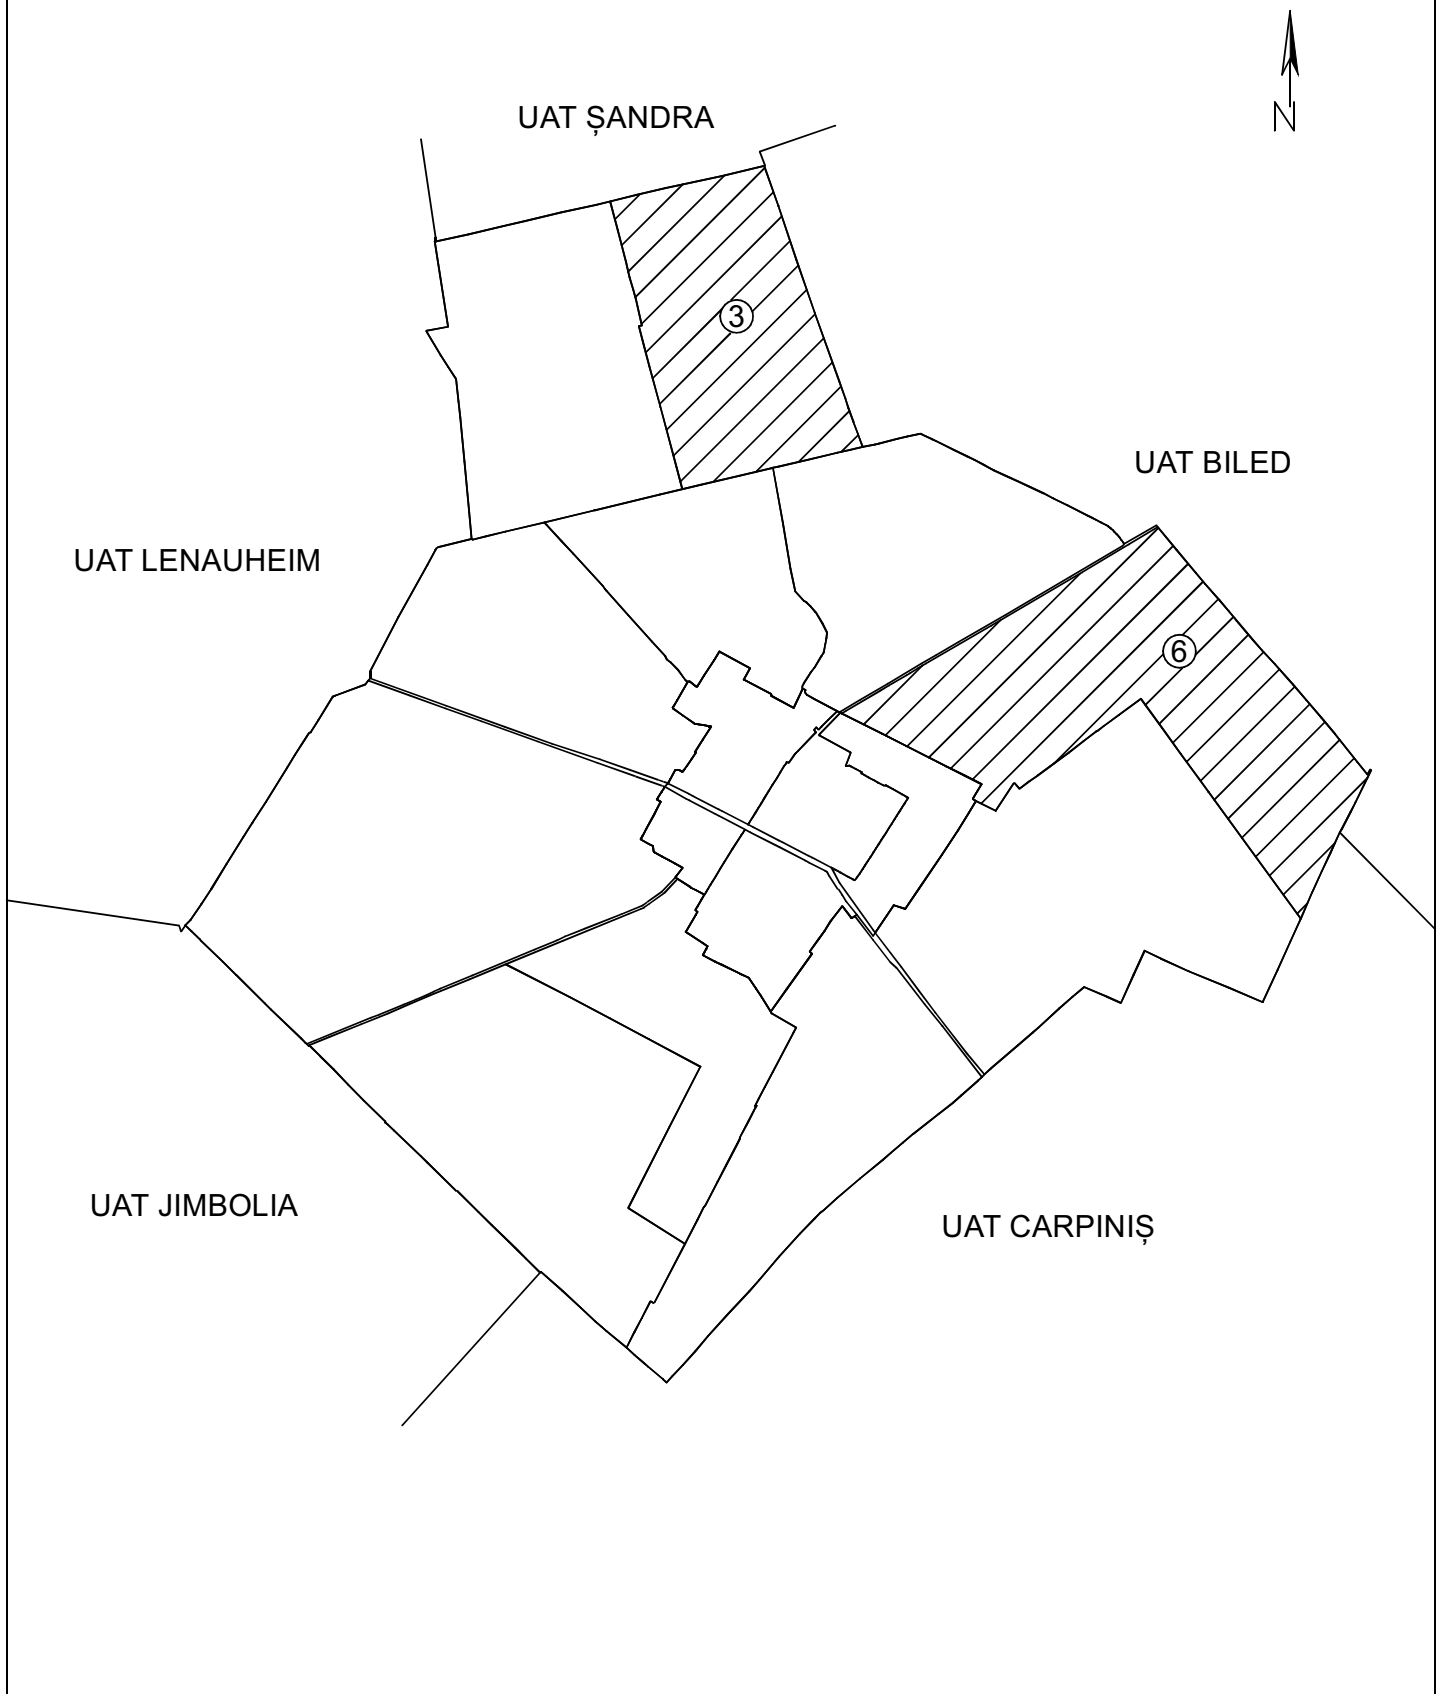 N
UAT ȘANDRA
3
UAT BILED
UAT LENAUHEIM
6
UAT JIMBOLIA
UAT CARPINIȘ